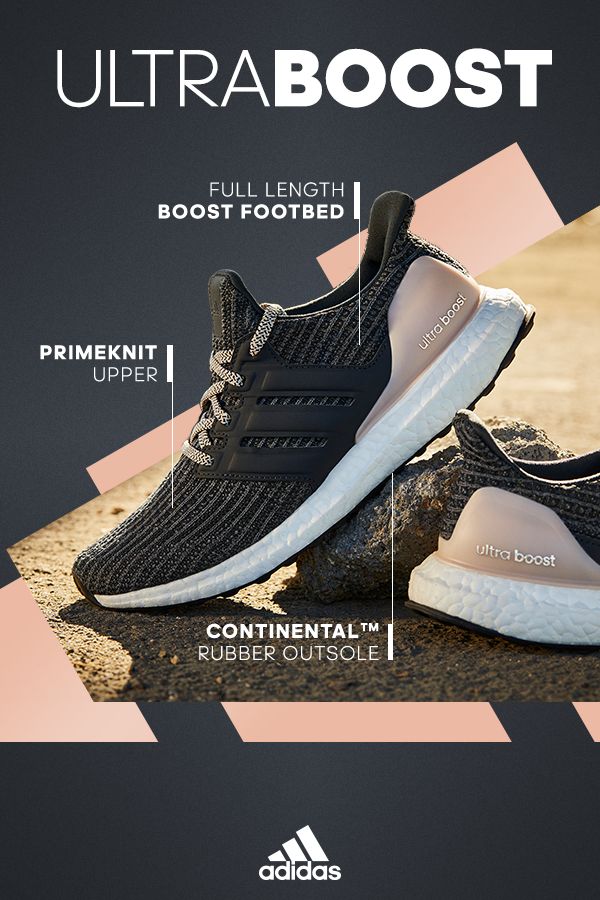 ULTRABOOST
FULL LENGTH
BOOST FOOTBED
PRIMEKNIT
UPPER
ultra boost
ultra boost
CONTINENTAL™
RUBBER OUTSOLE
adidas